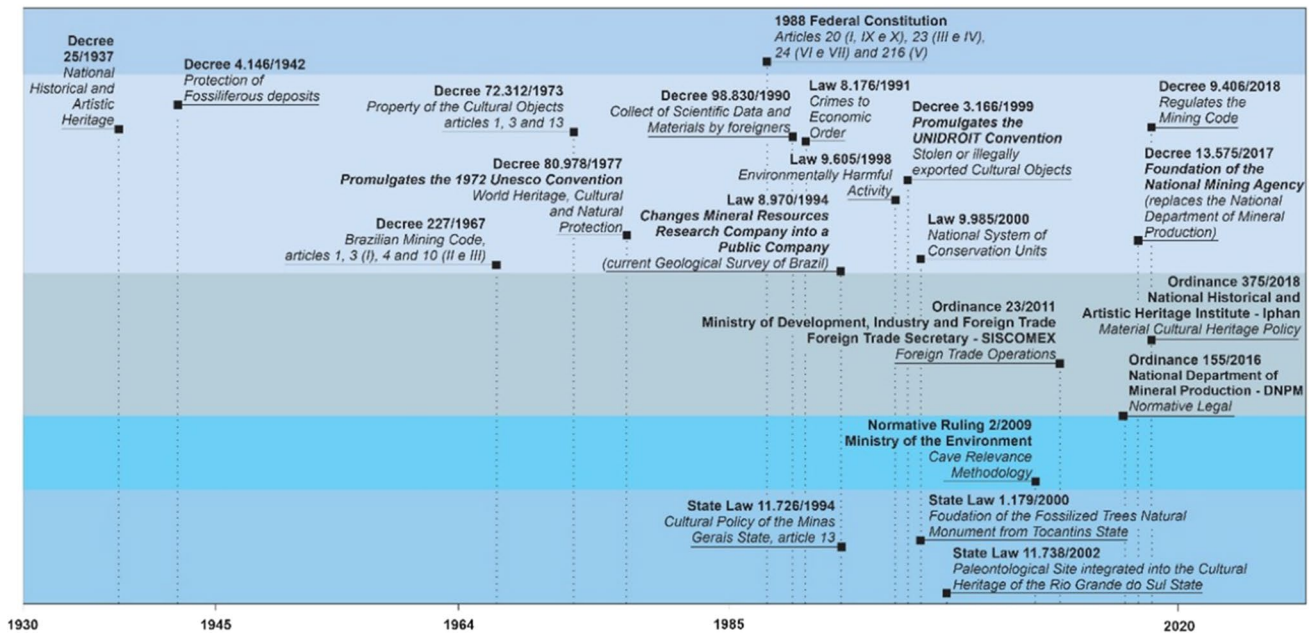 Decree
25/1937
National
Historical and
Artistic
Heritage
Decree 4.146/1942
Protection of
Fossiliferous deposits
Decree 72.312/1973
Property of the Cultural Objects
articles 1, 3 and 13
Decree 80.978/1977
Promulgates the 1972 Unesco Convention
World Heritage, Cultural
and Natural
Protection
Decree 227/1967
Brazilian Mining Code,
articles 1, 3 (I), 4 and 10 (II e III)
1988 Federal Constitution
Articles 20 (I, IX e X), 23 (III e IV),
24 (VI e VII) and 216 (V)
Decree 98.830/1990
Collect of Scientific Data and
Materials by foreigners
Law 8.176/1991
Crimes to
Economic
Order
Law 9.605/1998
Environmentally Harmful
Activity
Law 8.970/1994
Changes Mineral Resources
Research Company into a
Public Company
(current Geological Survey of Brazil)
Decree 3.166/1999
Promulgates the
UNIDROIT Convention
Stolen or illegally
exported Cultural Objects
Law 9.985/2000
National System of
Conservation Units
Decree 9.406/2018
Regulates the
Mining Code
Decree 13.575/2017
Foundation of the
National Mining Agency
(replaces the National
Department of Mineral
Production)
Ordinance 375/2018
National Historical and
Artistic Heritage Institute - Iphan
Material Cultural Heritage Policy
Ordinance 23/2011
Ministry of Development, Industry and Foreign Trade
Foreign Trade Secretary - SISCOMEX
Foreign Trade Operations
Ordinance 155/2016
National Department of
Mineral Production - DNPM
Normative Legal
Normative Ruling 2/2009
Ministry of the Environment
Cave Relevance
Methodology
State Law 11.726/1994
Cultural Policy of the Minas
Gerais State, article 13
State Law 1.179/2000
Foudation of the Fossilized Trees Natural
Monument from Tocantins State
State Law 11.738/2002
Paleontological Site integrated into the Cultural
Heritage of the Rio Grande do Sul State
1930 1945 1964 1985 2020